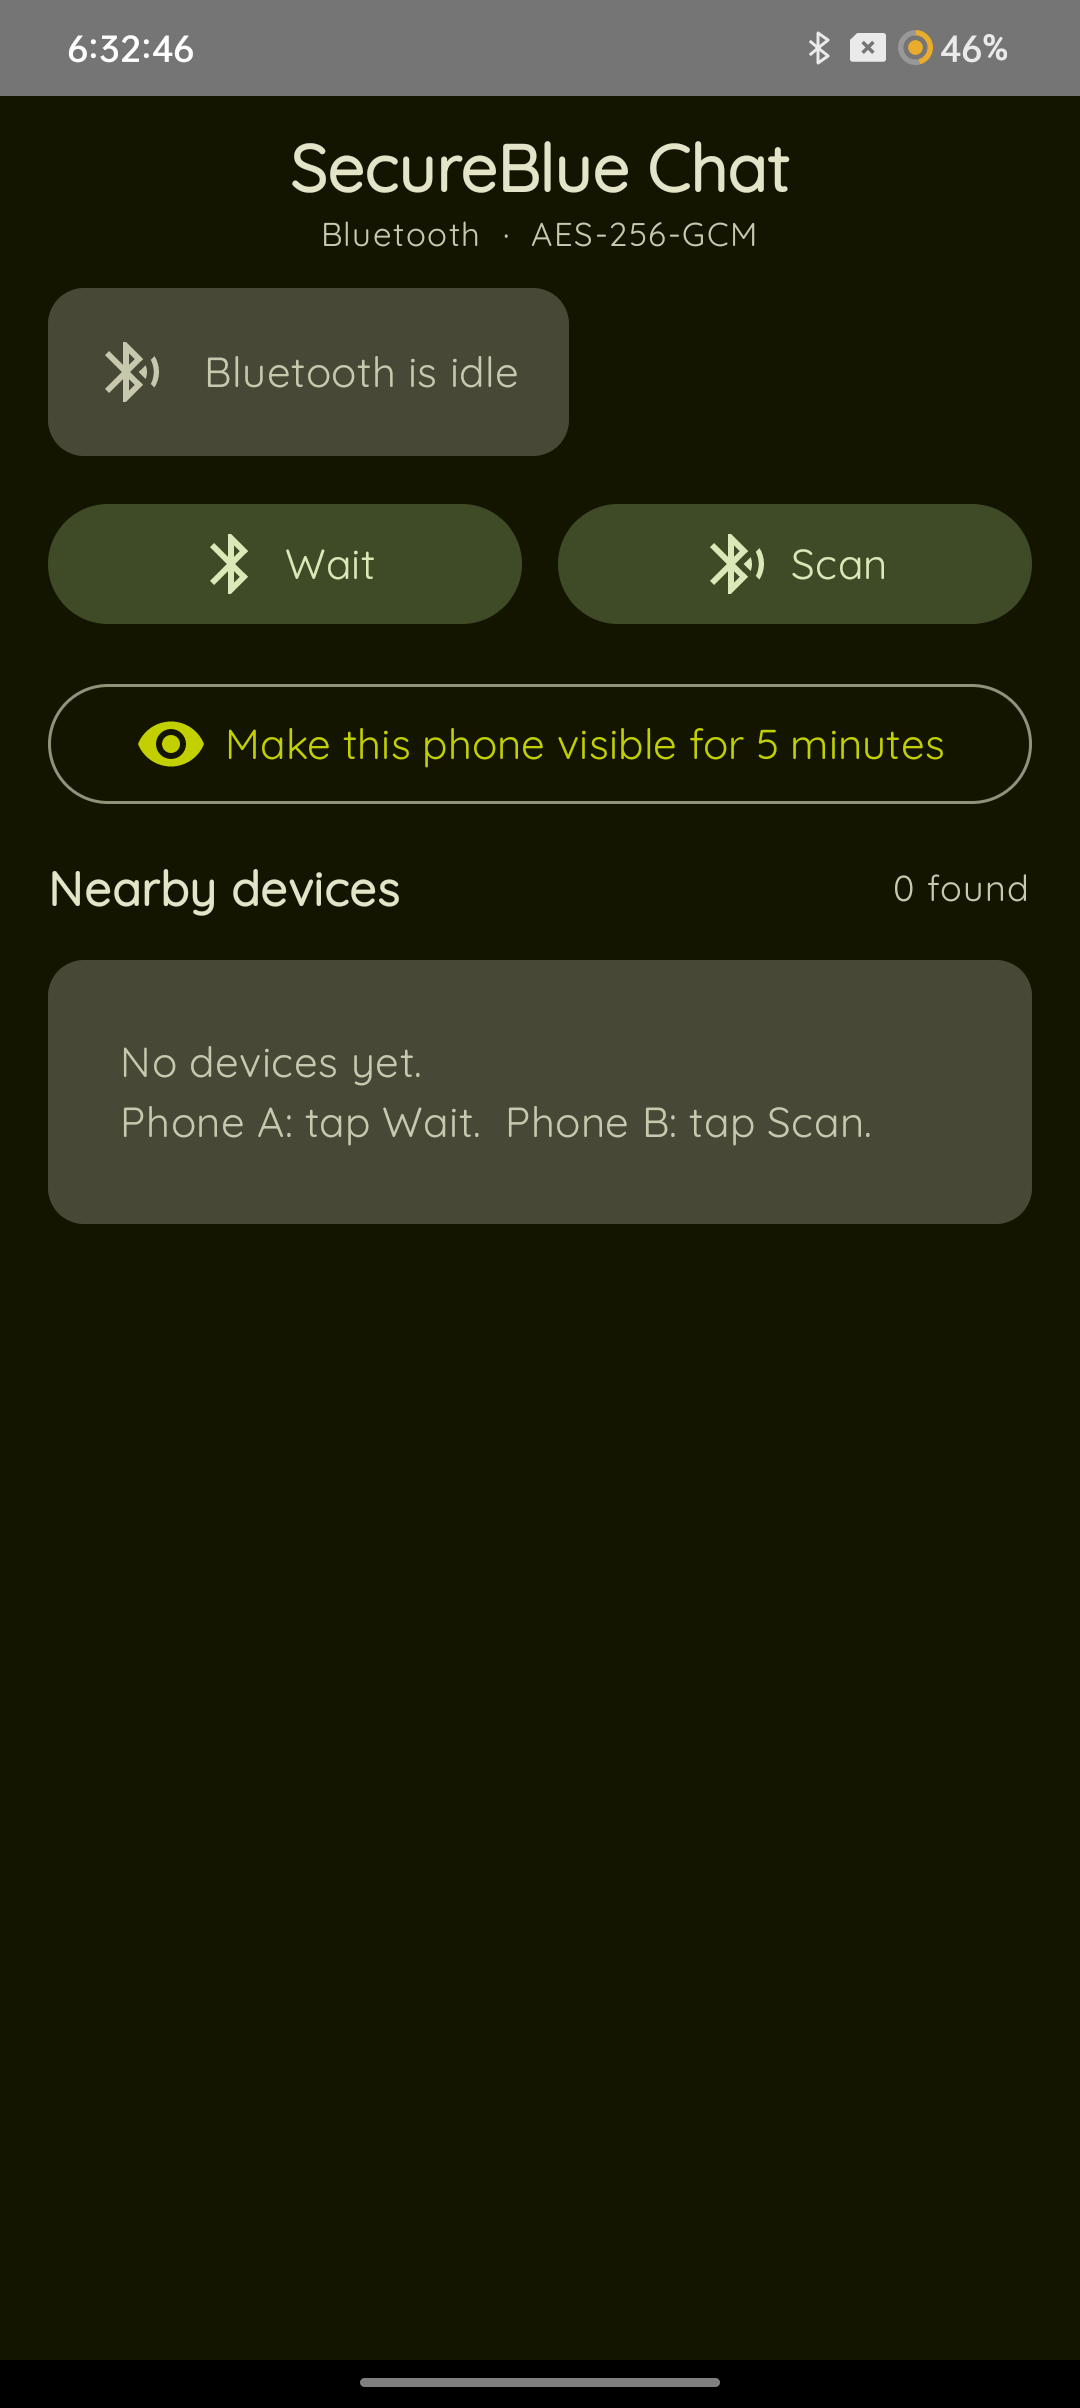 6:32:46 46%
SecureBlue Chat
Bluetooth · AES-256-GCM
Bluetooth is idle
Wait Scan
Make this phone visible for 5 minutes
Nearby devices 0 found
No devices yet.
Phone A: tap Wait. Phone B: tap Scan.